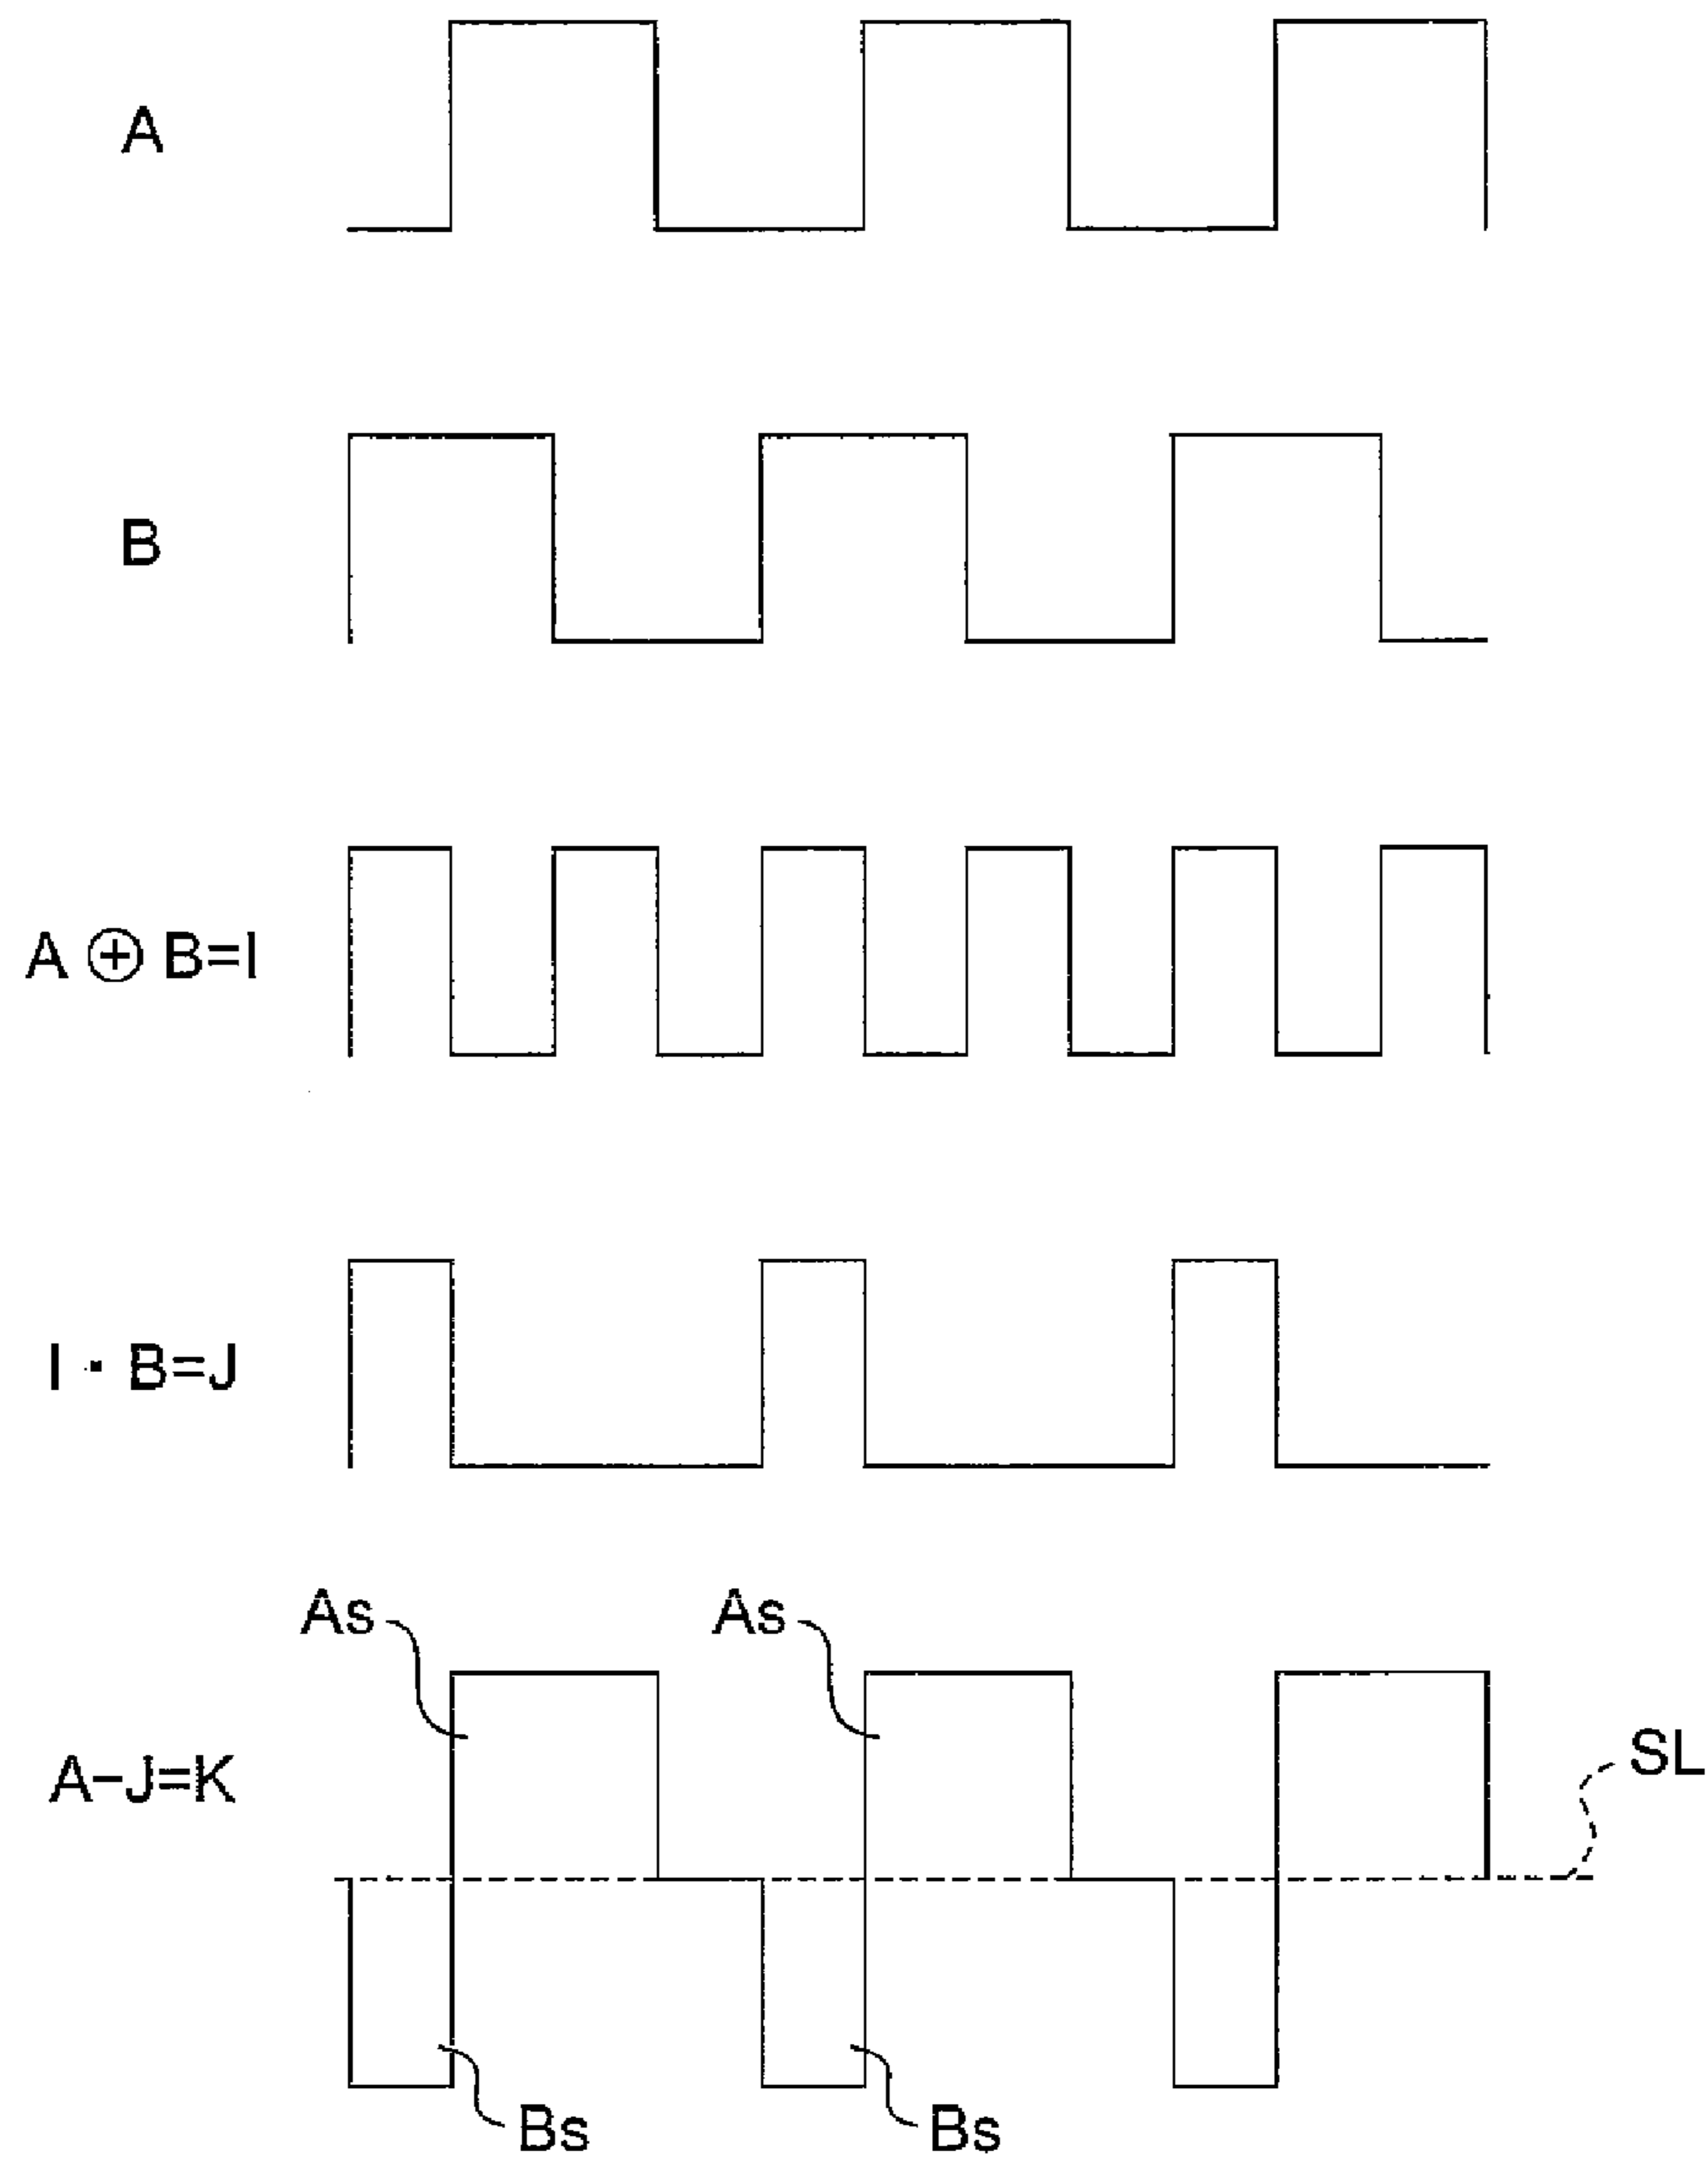 A
B
A ⊕ B=I
I · B=J
As
As
A−J=K
SL
Bs
Bs